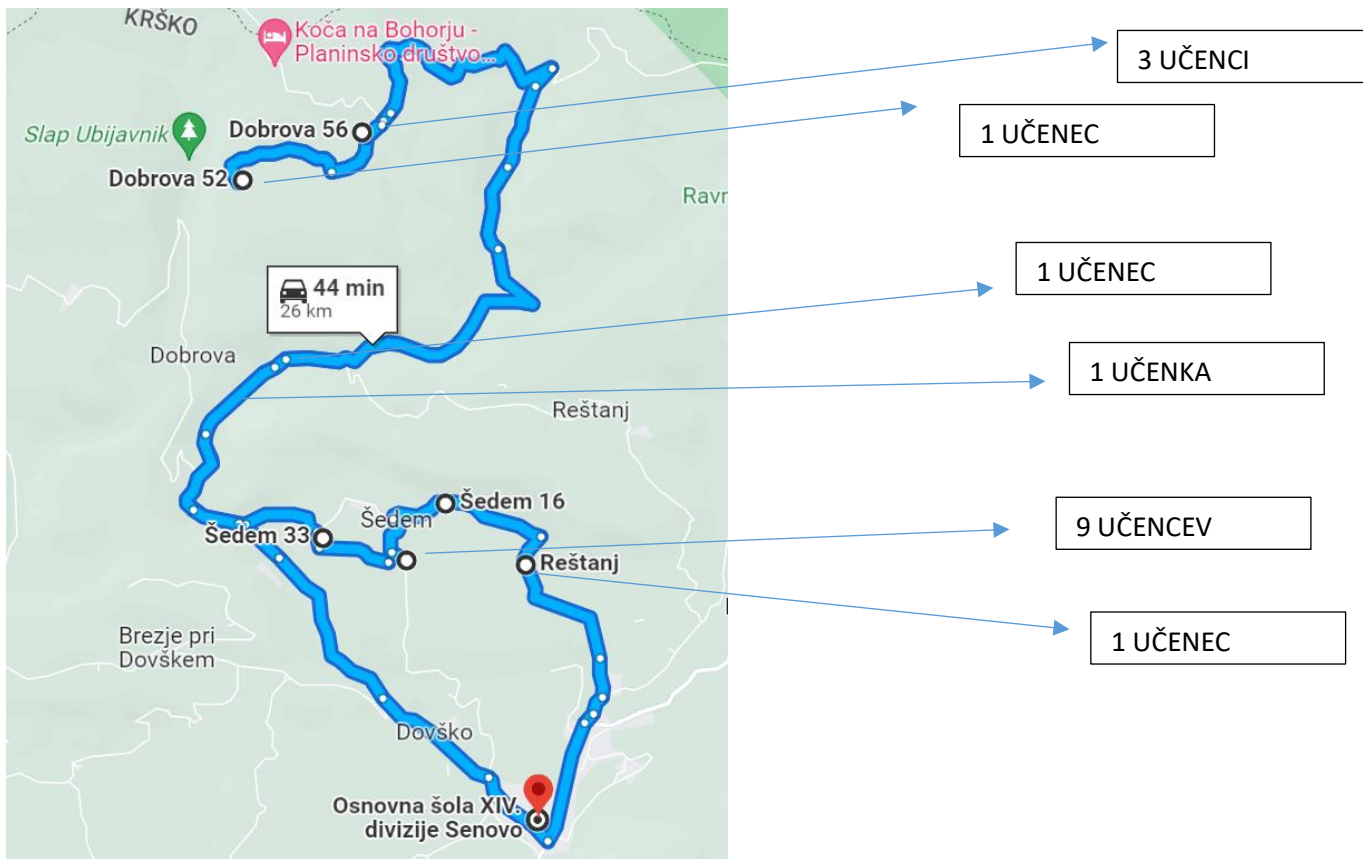 KRŠKO
Koča na Bohorju -
Planinsko društvo...
3 UČENCI
Slap Ubijavnik
Dobrova 56
1 UČENEC
Dobrova 52
Ravn
1 UČENEC
44 min
26 km
Dobrova
1 UČENKA
Reštanj
Šedem 16
Šedem
9 UČENCEV
Šedem 33
Reštanj
Brezje pri
Dovškem
1 UČENEC
Dovško
Osnovna šola XIV.
divizije Senovo